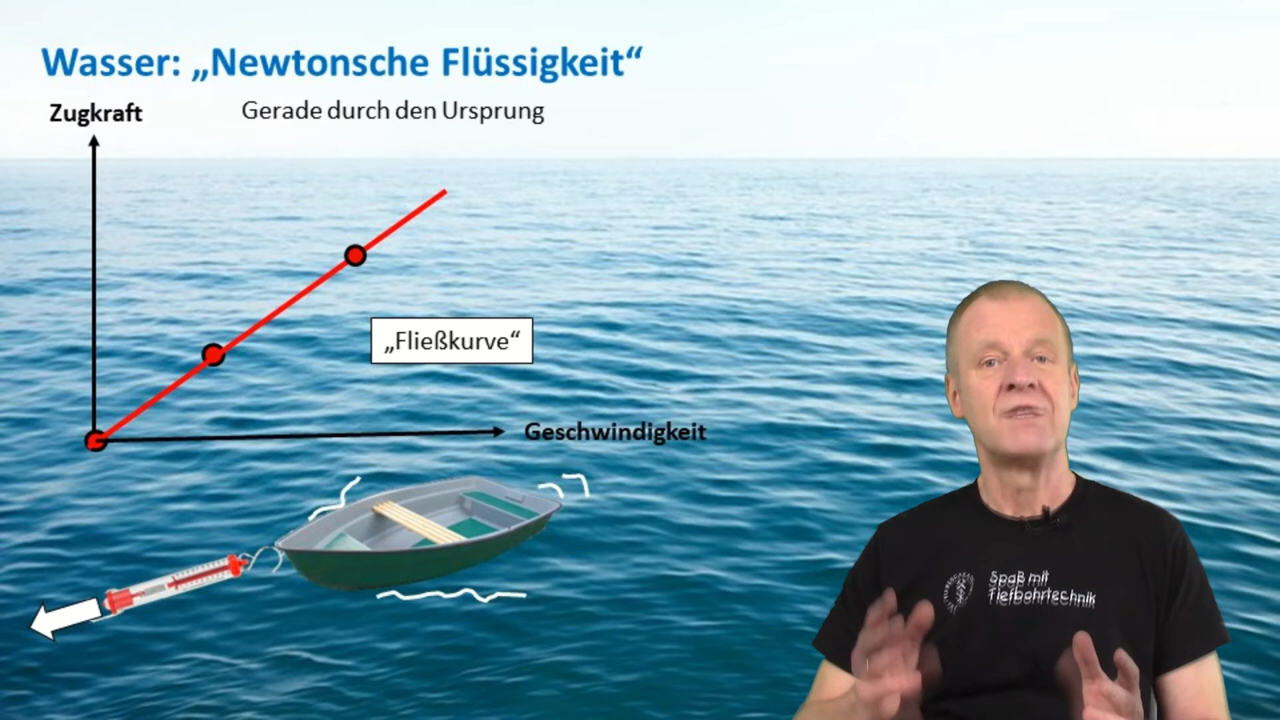 Wasser: „Newtonsche Flüssigkeit“
Zugkraft
Gerade durch den Ursprung
„Fließkurve“
Geschwindigkeit
Spaß mit
Tiefbohrtechnik